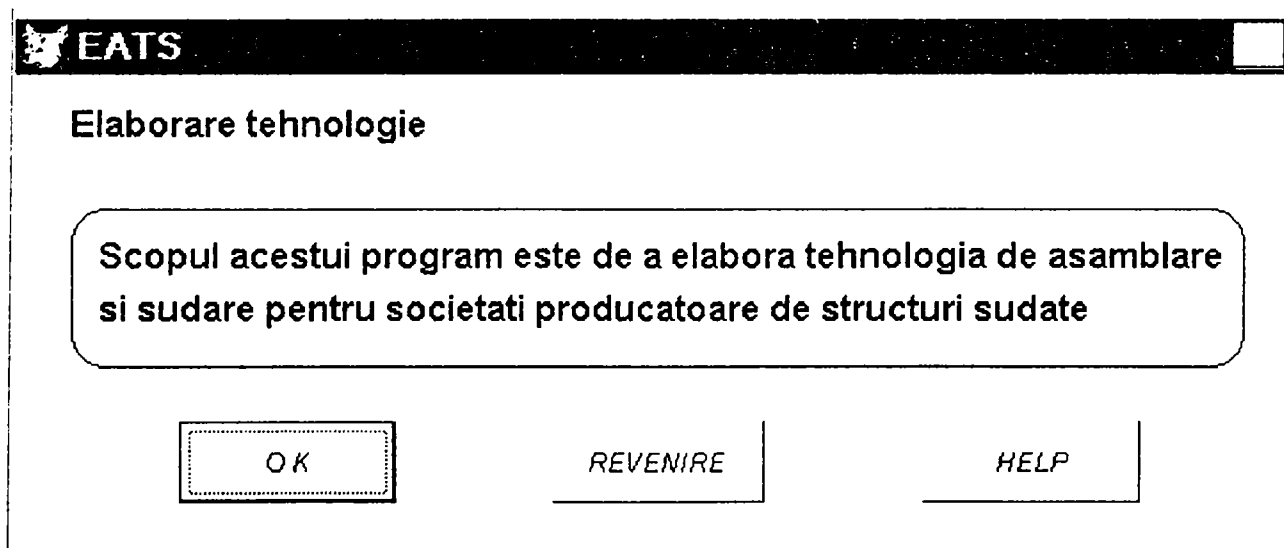 EATS
Elaborare tehnologie
Scopul acestui program este de a elabora tehnologia de asamblare
si sudare pentru societati producatoare de structuri sudate
OK
REVENIRE
HELP